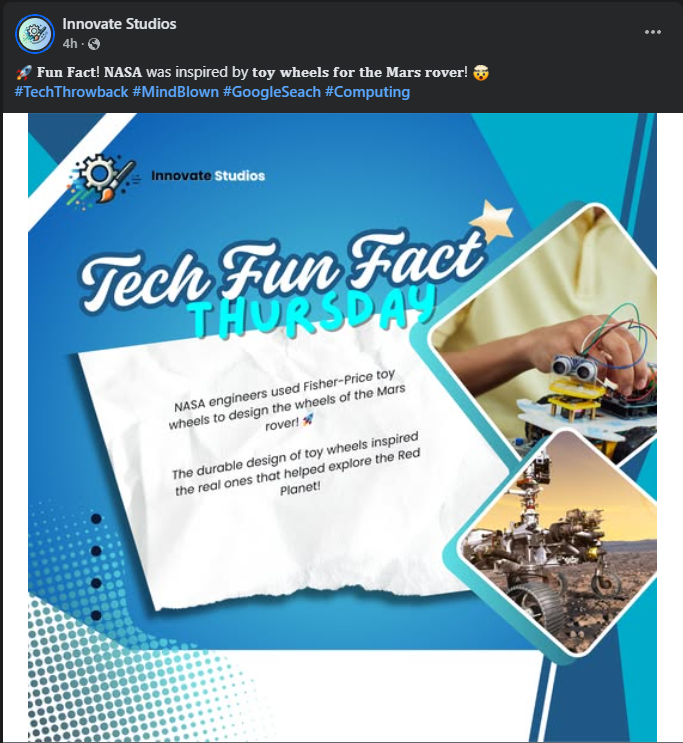 Innovate Studios
4h ·
🚀 Fun Fact! NASA was inspired by toy wheels for the Mars rover! 🤯
#TechThrowback #MindBlown #GoogleSeach #Computing
Innovate Studios
Tech Fun Fact
THURSDAY
NASA engineers used Fisher-Price toy
wheels to design the wheels of the Mars
rover! 🚀
The durable design of toy wheels inspired
the real ones that helped explore the Red
Planet!